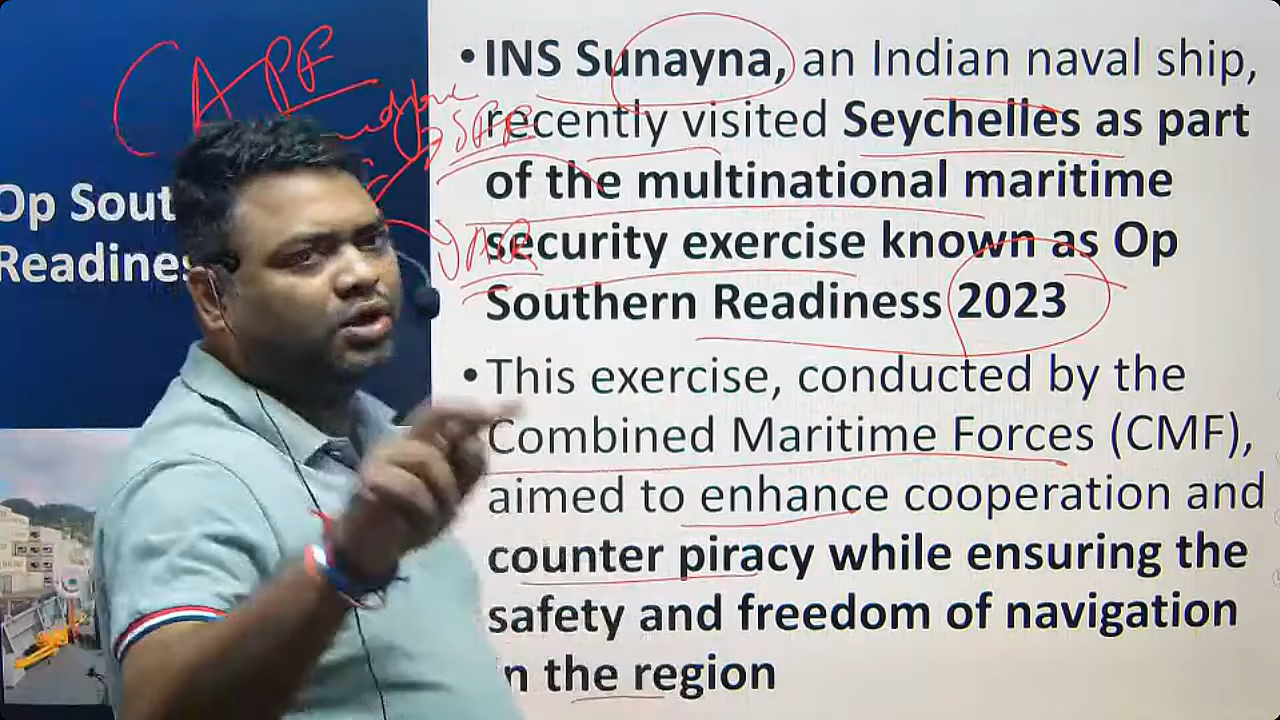 CAPF
Op Sout
Readines
• INS Sunayna, an Indian naval ship,
recently visited Seychelles as part
of the multinational maritime
security exercise known as Op
Southern Readiness 2023
• This exercise, conducted by the
Combined Maritime Forces (CMF),
aimed to enhance cooperation and
counter piracy while ensuring the
safety and freedom of navigation
in the region